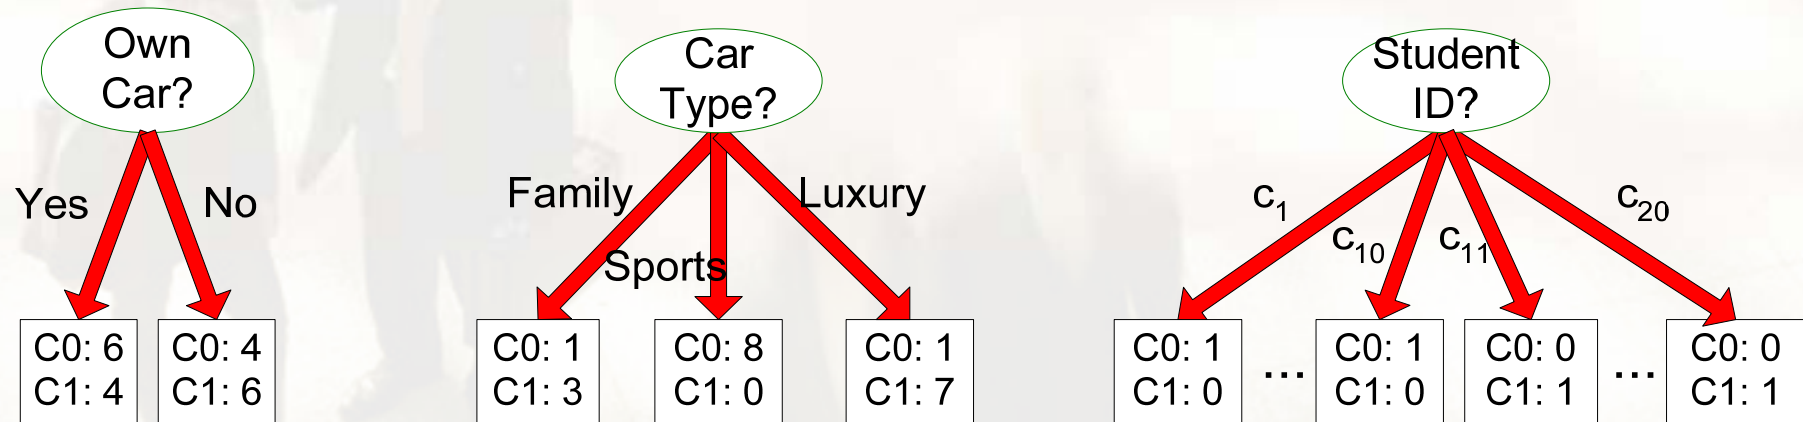 Own
Car?
Yes
No
C0: 6
C1: 4
C0: 4
C1: 6
Car
Type?
Family
Sports
Luxury
C0: 1
C1: 3
C0: 8
C1: 0
C0: 1
C1: 7
Student
ID?
c1
c10
c11
c20
C0: 1
C1: 0
...
C0: 1
C1: 0
C0: 0
C1: 1
...
C0: 0
C1: 1